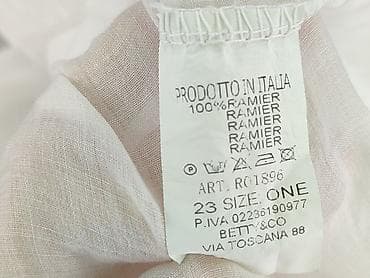 PRODOTTO IN ITALIA
100%RAMIER
RAMIER
RAMIER
RAMIER
RAMIER
P
ART. RO1896
23 SIZE. ONE
P.IVA 02236190977
BETTY&CO
VIA TOSCANA 88